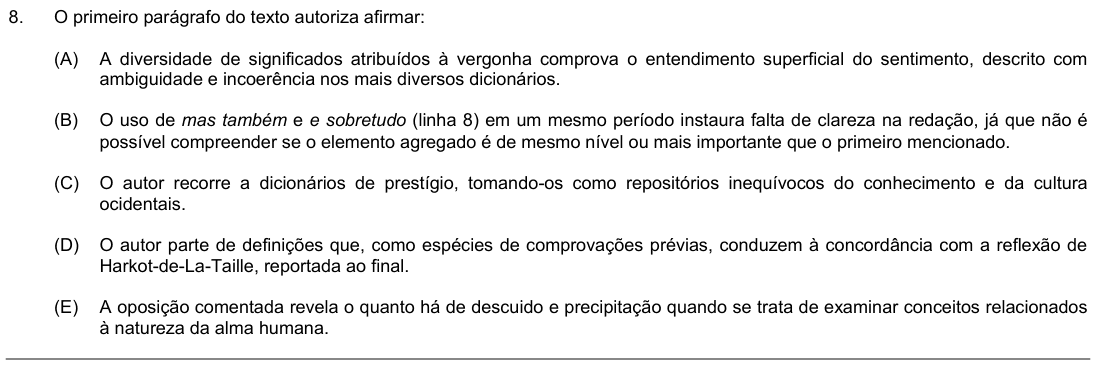 8. O primeiro parágrafo do texto autoriza afirmar:
(A) A diversidade de significados atribuídos à vergonha comprova o entendimento superficial do sentimento, descrito com
ambiguidade e incoerência nos mais diversos dicionários.
(B) O uso de mas também e e sobretudo (linha 8) em um mesmo período instaura falta de clareza na redação, já que não é
possível compreender se o elemento agregado é de mesmo nível ou mais importante que o primeiro mencionado.
(C) O autor recorre a dicionários de prestígio, tomando-os como repositórios inequívocos do conhecimento e da cultura
ocidentais.
(D) O autor parte de definições que, como espécies de comprovações prévias, conduzem à concordância com a reflexão de
Harkot-de-La-Taille, reportada ao final.
(E) A oposição comentada revela o quanto há de descuido e precipitação quando se trata de examinar conceitos relacionados
à natureza da alma humana.